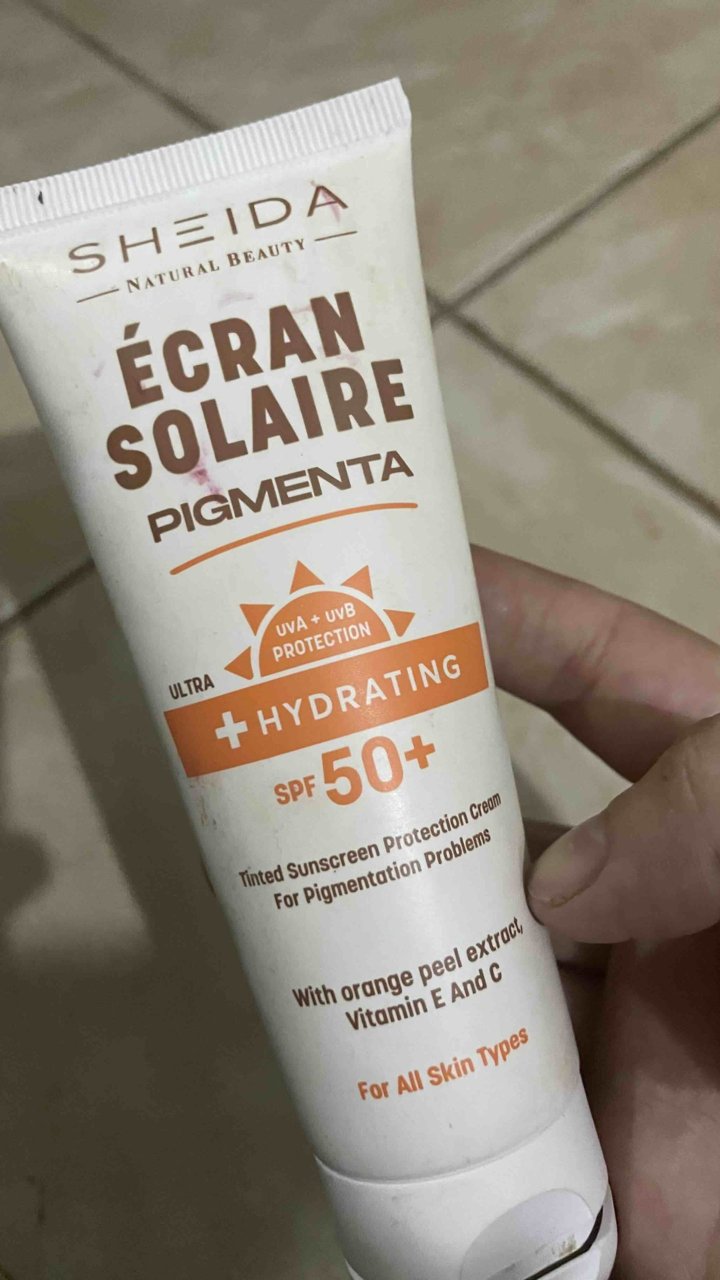 SHEIDA
NATURAL BEAUTY
ÉCRAN
SOLAIRE
PIGMENTA
UVA + UVB
PROTECTION
ULTRA
+ HYDRATING
SPF 50+
Tinted Sunscreen Protection Cream
For Pigmentation Problems
With orange peel extract,
Vitamin E And C
For All Skin Types